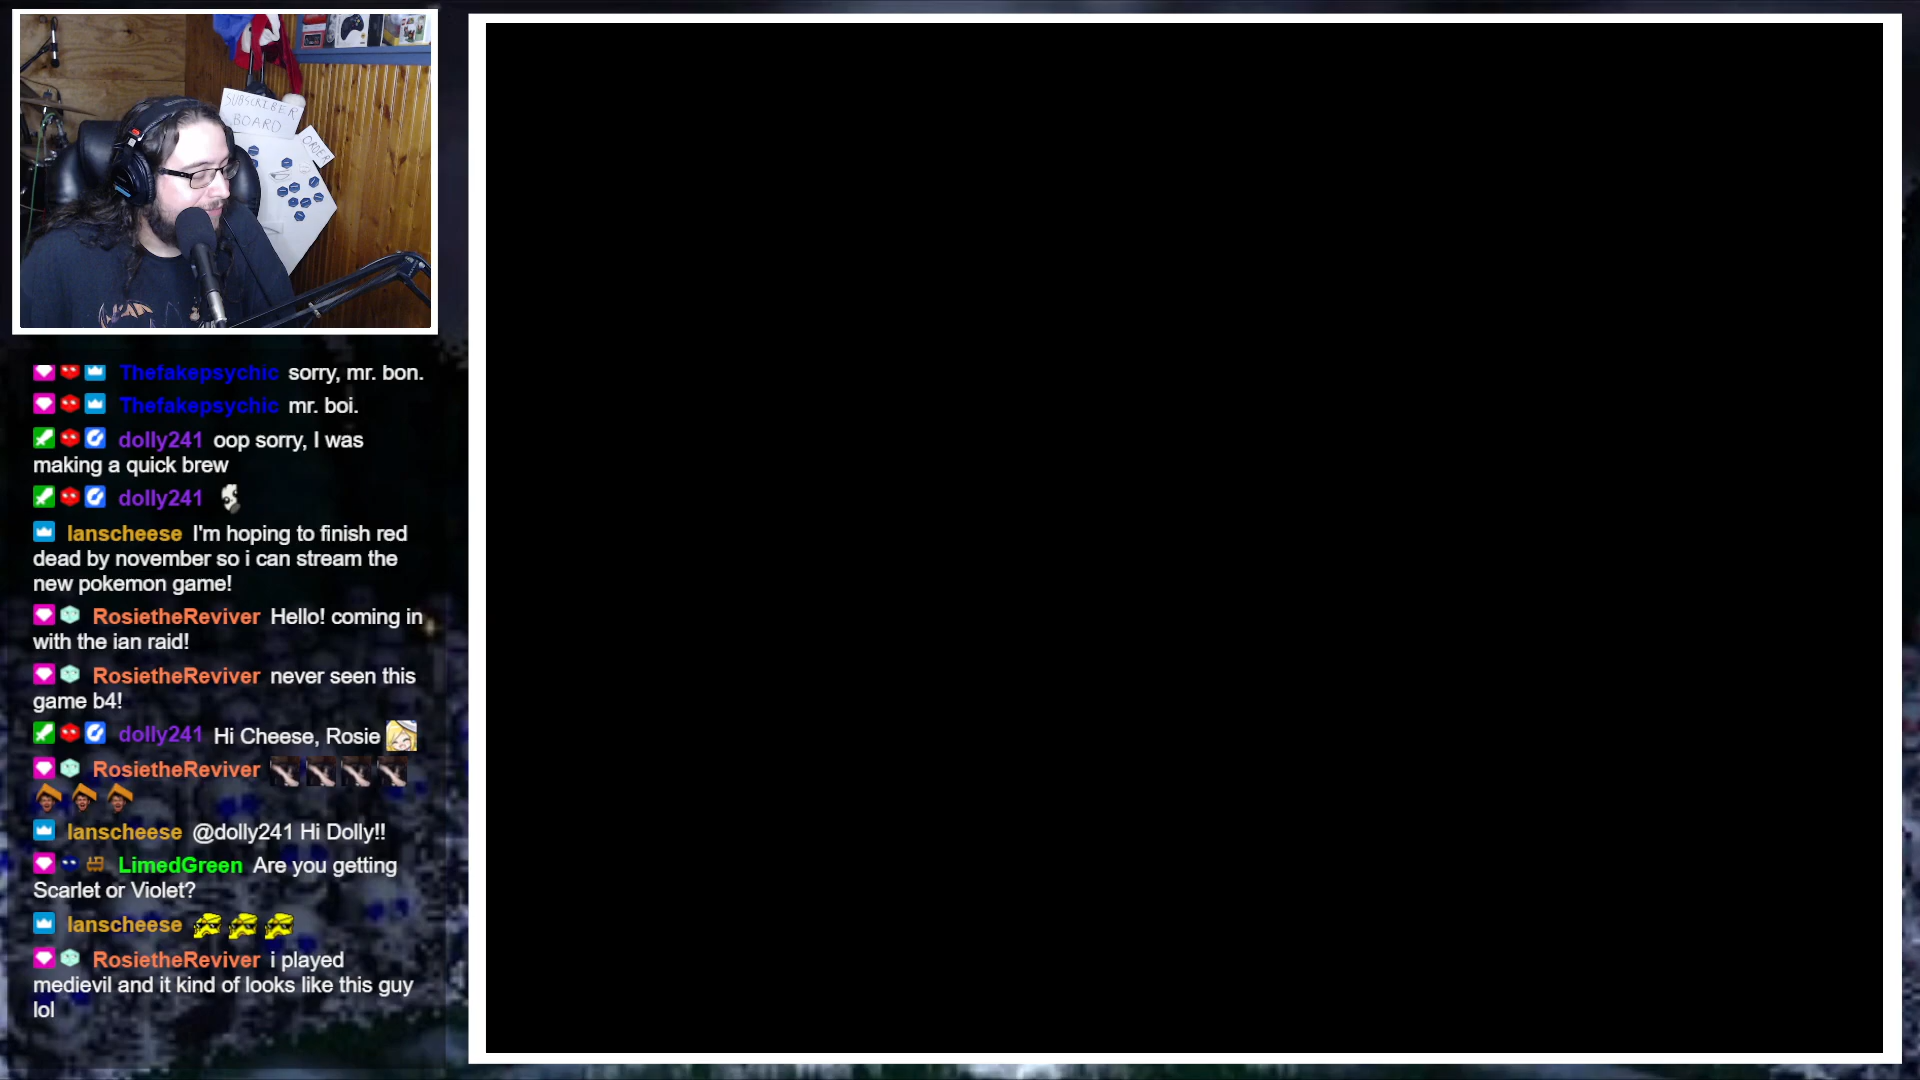 SUBSCRIBER
BOARD
ORDER
Thefakepsychic sorry, mr. bon.
Thefakepsychic mr. boi.
dolly241 oop sorry, I was
making a quick brew
dolly241
Ianscheese I'm hoping to finish red
dead by november so i can stream the
new pokemon game!
RosietheReviver Hello! coming in
with the ian raid!
RosietheReviver never seen this
game b4!
dolly241 Hi Cheese, Rosie
RosietheReviver
Ianscheese @dolly241 Hi Dolly!!
LimedGreen Are you getting
Scarlet or Violet?
Ianscheese
RosietheReviver i played
medievil and it kind of looks like this guy
lol